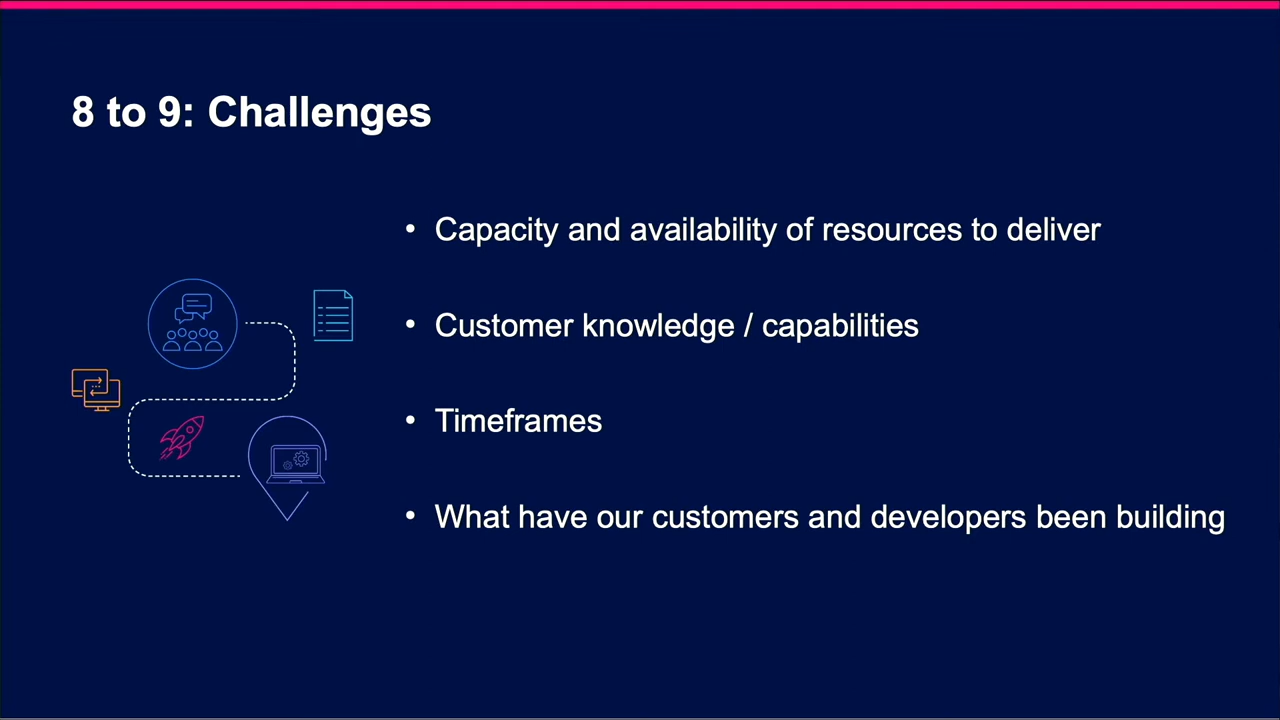 8 to 9: Challenges
• Capacity and availability of resources to deliver
• Customer knowledge / capabilities
• Timeframes
• What have our customers and developers been building